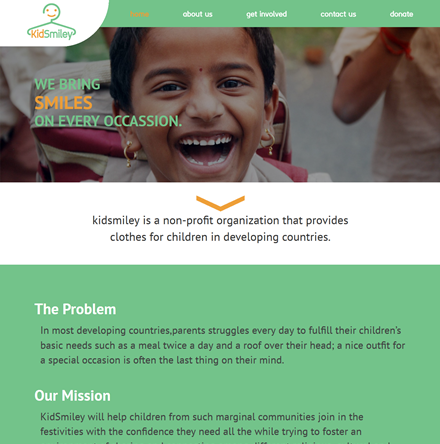 KidSmiley
home about us get involved contact us donate
WE BRING
SMILES
ON EVERY OCCASSION.
kidsmiley is a non-profit organization that provides
clothes for children in developing countries.
The Problem
In most developing countries,parents struggles every day to fulfill their children's
basic needs such as a meal twice a day and a roof over their head; a nice outfit for
a special occasion is often the last thing on their mind.
Our Mission
KidSmiley will help children from such marginal communities join in the
festivities with the confidence they need all the while trying to foster an